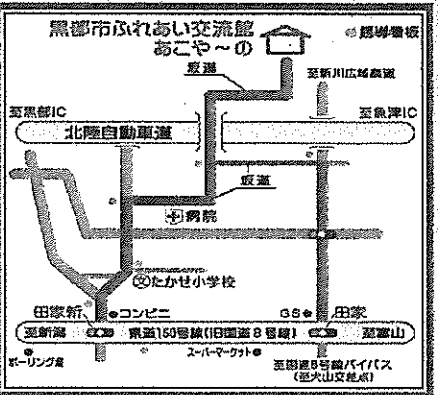 黒部市ふれあい交流館
あこや~の
●誘導看板
坂道
至新川広域農道
至黒部IC
至魚津IC
北陸自動車道
坂道
病院
文たかせ小学校
田家新
●コンビニ
GS●
田家
至新潟
県道150号線(旧国道8号線)
至富山
ボーリング場
スーパーマーケット●
至国道8号線バイパス
(至犬山交差点)